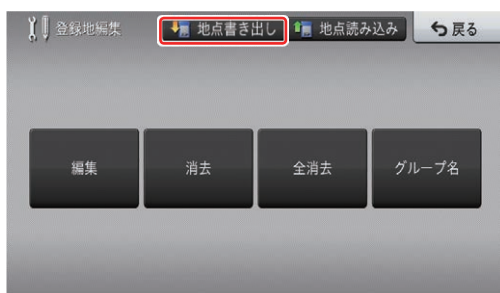 登録地編集
地点書き出し
地点読み込み
戻る
編集
消去
全消去
グループ名